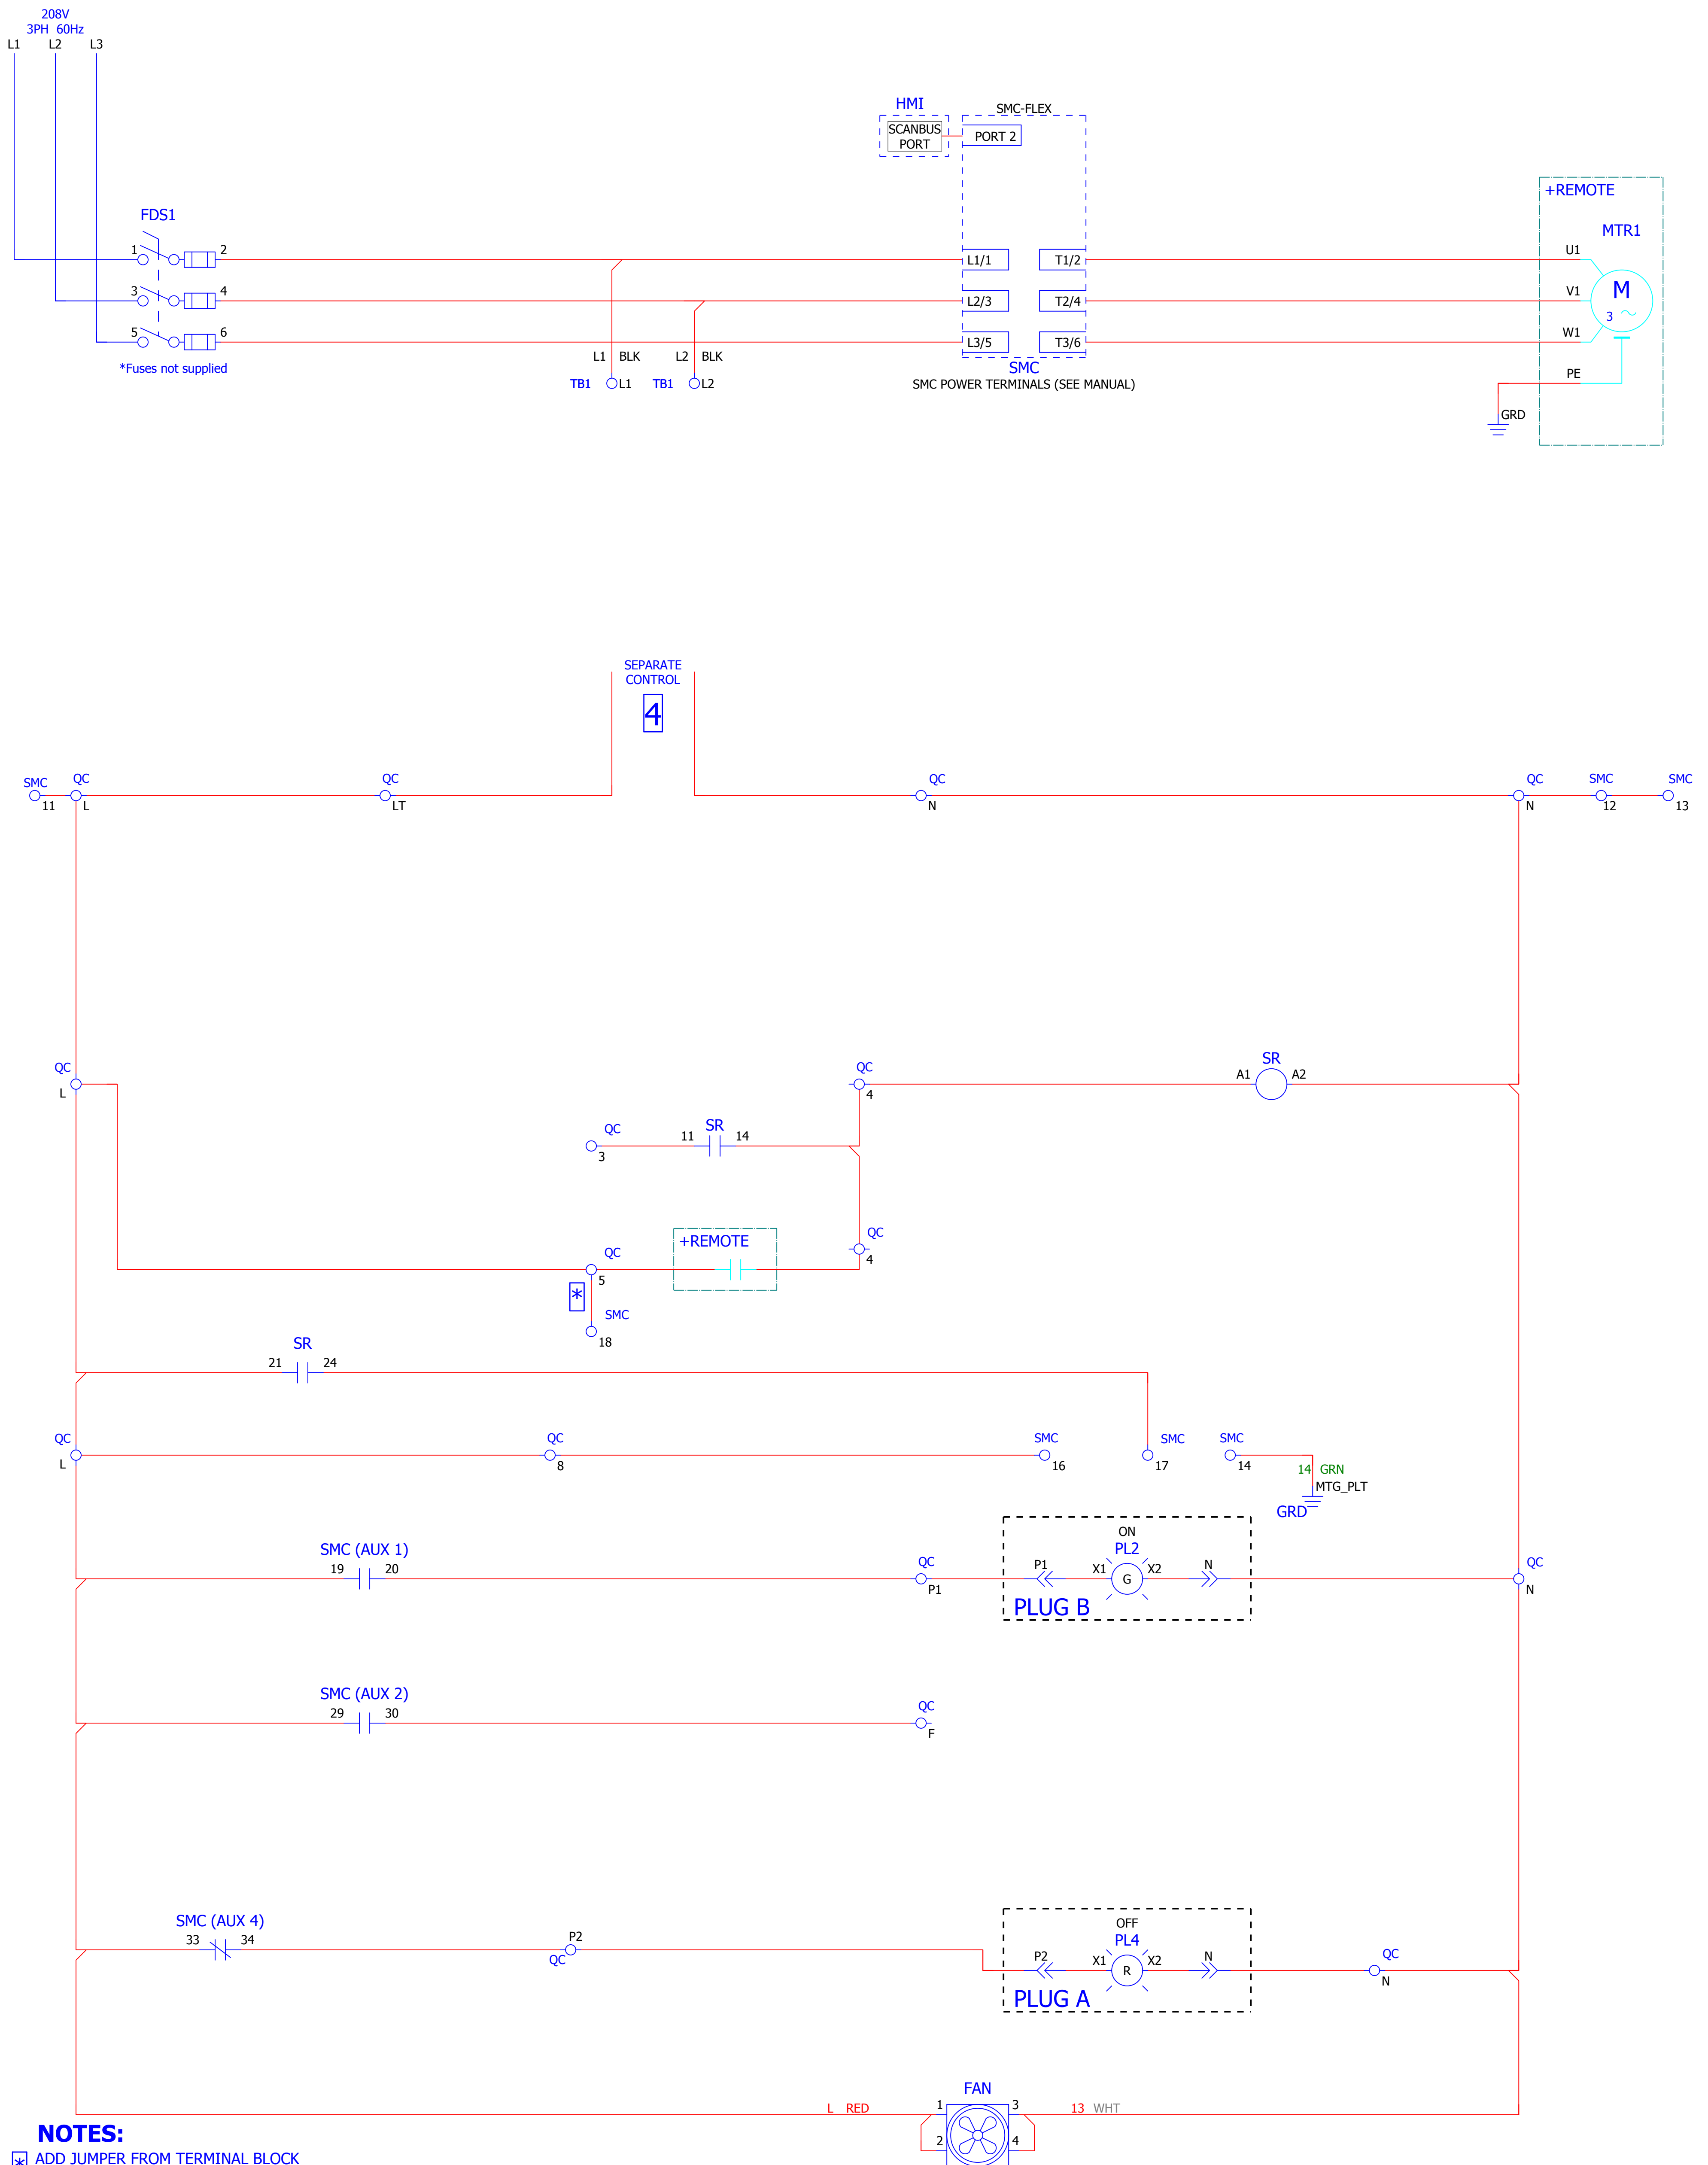 208V
3PH 60Hz
L1 L2 L3
HMI
SMC-FLEX
SCANBUS
PORT
PORT 2
+REMOTE
MTR1
FDS1
1 2
L1/1 T1/2
U1
3 4
L2/3 T2/4
V1
M
3
5 6
L3/5 T3/6
W1
*Fuses not supplied
L1 BLK L2 BLK
SMC
PE
TB1 L1 TB1 L2
SMC POWER TERMINALS (SEE MANUAL)
GRD
SEPARATE
CONTROL
4
SMC QC QC QC QC SMC SMC
11 L LT N N 12 13
QC QC SR
A1 A2
L 4
QC SR
11 14
3
QC
+REMOTE
QC
4
5
*
SMC
18
SR
21 24
QC QC SMC SMC SMC
L 8 16 17 14
14 GRN
MTG_PLT
GRD
ON
SMC (AUX 1) PL2
19 20 QC P1 X1 X2 N QC
G
P1 N
PLUG B
SMC (AUX 2)
29 30 QC
F
SMC (AUX 4)
33 34 P2
QC
OFF
PL4
P2 X1 X2 N QC
R
N
PLUG A
FAN
L RED 1 3 13 WHT
2 4
NOTES:
* ADD JUMPER FROM TERMINAL BLOCK